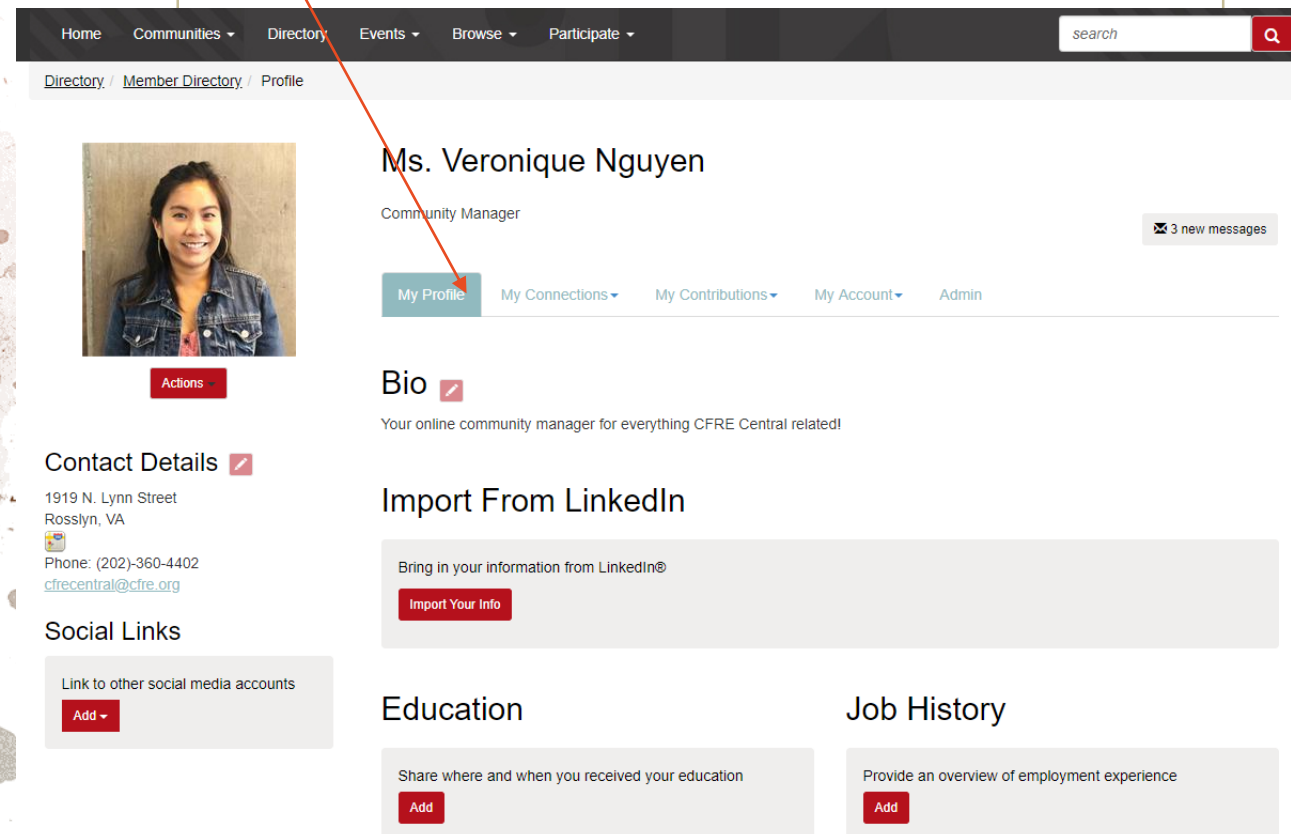 Home Communities Directory Events Browse Participate search
Directory / Member Directory / Profile
Ms. Veronique Nguyen
Community Manager
3 new messages
My Profile My Connections My Contributions My Account Admin
Actions
Bio
Your online community manager for everything CFRE Central related!
Contact Details
1919 N. Lynn Street
Rosslyn, VA
Phone: (202)-360-4402
cfrecentral@cfre.org
Import From LinkedIn
Bring in your information from LinkedIn®
Import Your Info
Social Links
Link to other social media accounts
Add
Education
Share where and when you received your education
Add
Job History
Provide an overview of employment experience
Add